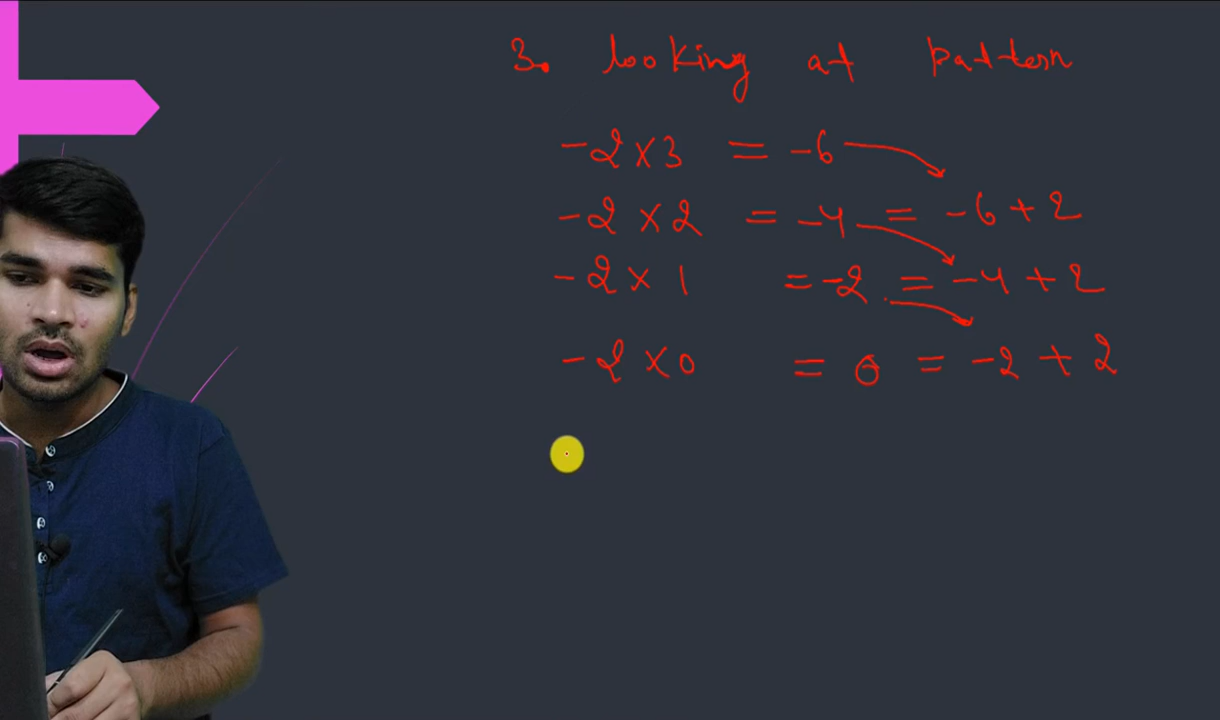 3. looking at pattern
-2 × 3 = -6
-2 × 2 = -4 = -6 + 2
-2 × 1 = -2 = -4 + 2
-2 × 0 = 0 = -2 + 2